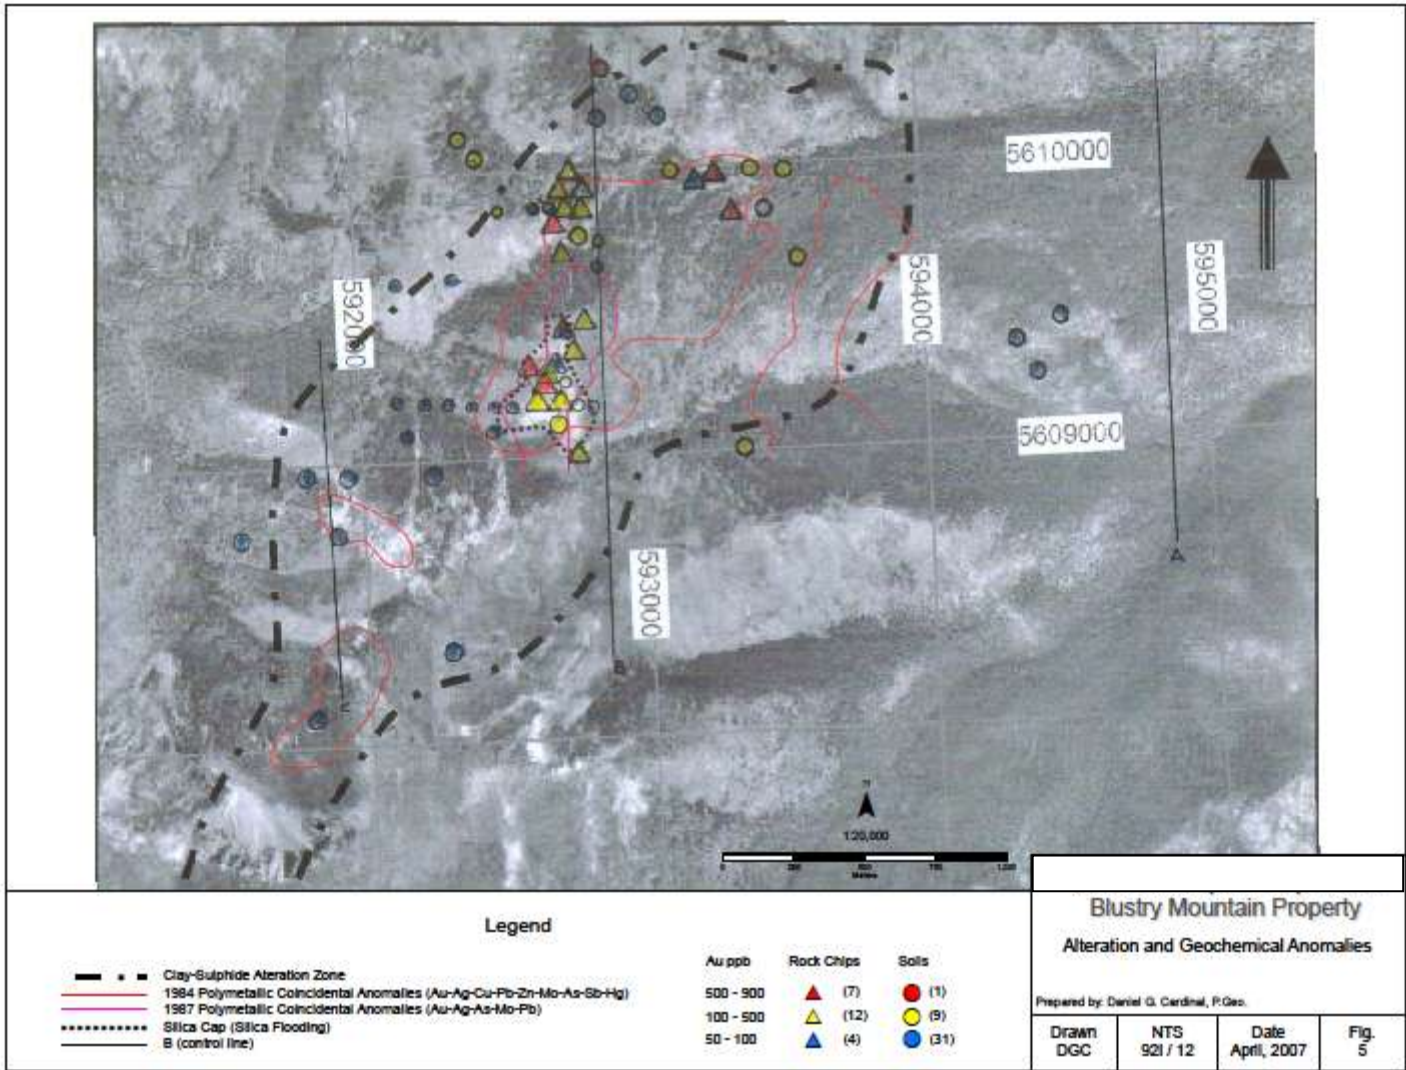 5610000
592000
594000
595000
5609000
593000
A
B
1:20,000
Meters
Legend
Clay-Sulphide Ateration Zone
1984 Polymetallic Coincidental Anomalies (Au-Ag-Cu-Pb-Zn-Mo-As-Sb-Hg)
1987 Polymetallic Coincidental Anomalies (Au-Ag-As-Mo-Pb)
Silica Cap (Silica Flooding)
B (control line)
Au ppb Rock Chips Soils
500 - 900 (7) (1)
100 - 500 (12) (9)
50 - 100 (4) (31)
Blustry Mountain Property
Alteration and Geochemical Anomalies
Prepared by: Daniel G. Cardinal, P.Geo.
Drawn DGC
NTS 92I / 12
Date April, 2007
Fig. 5